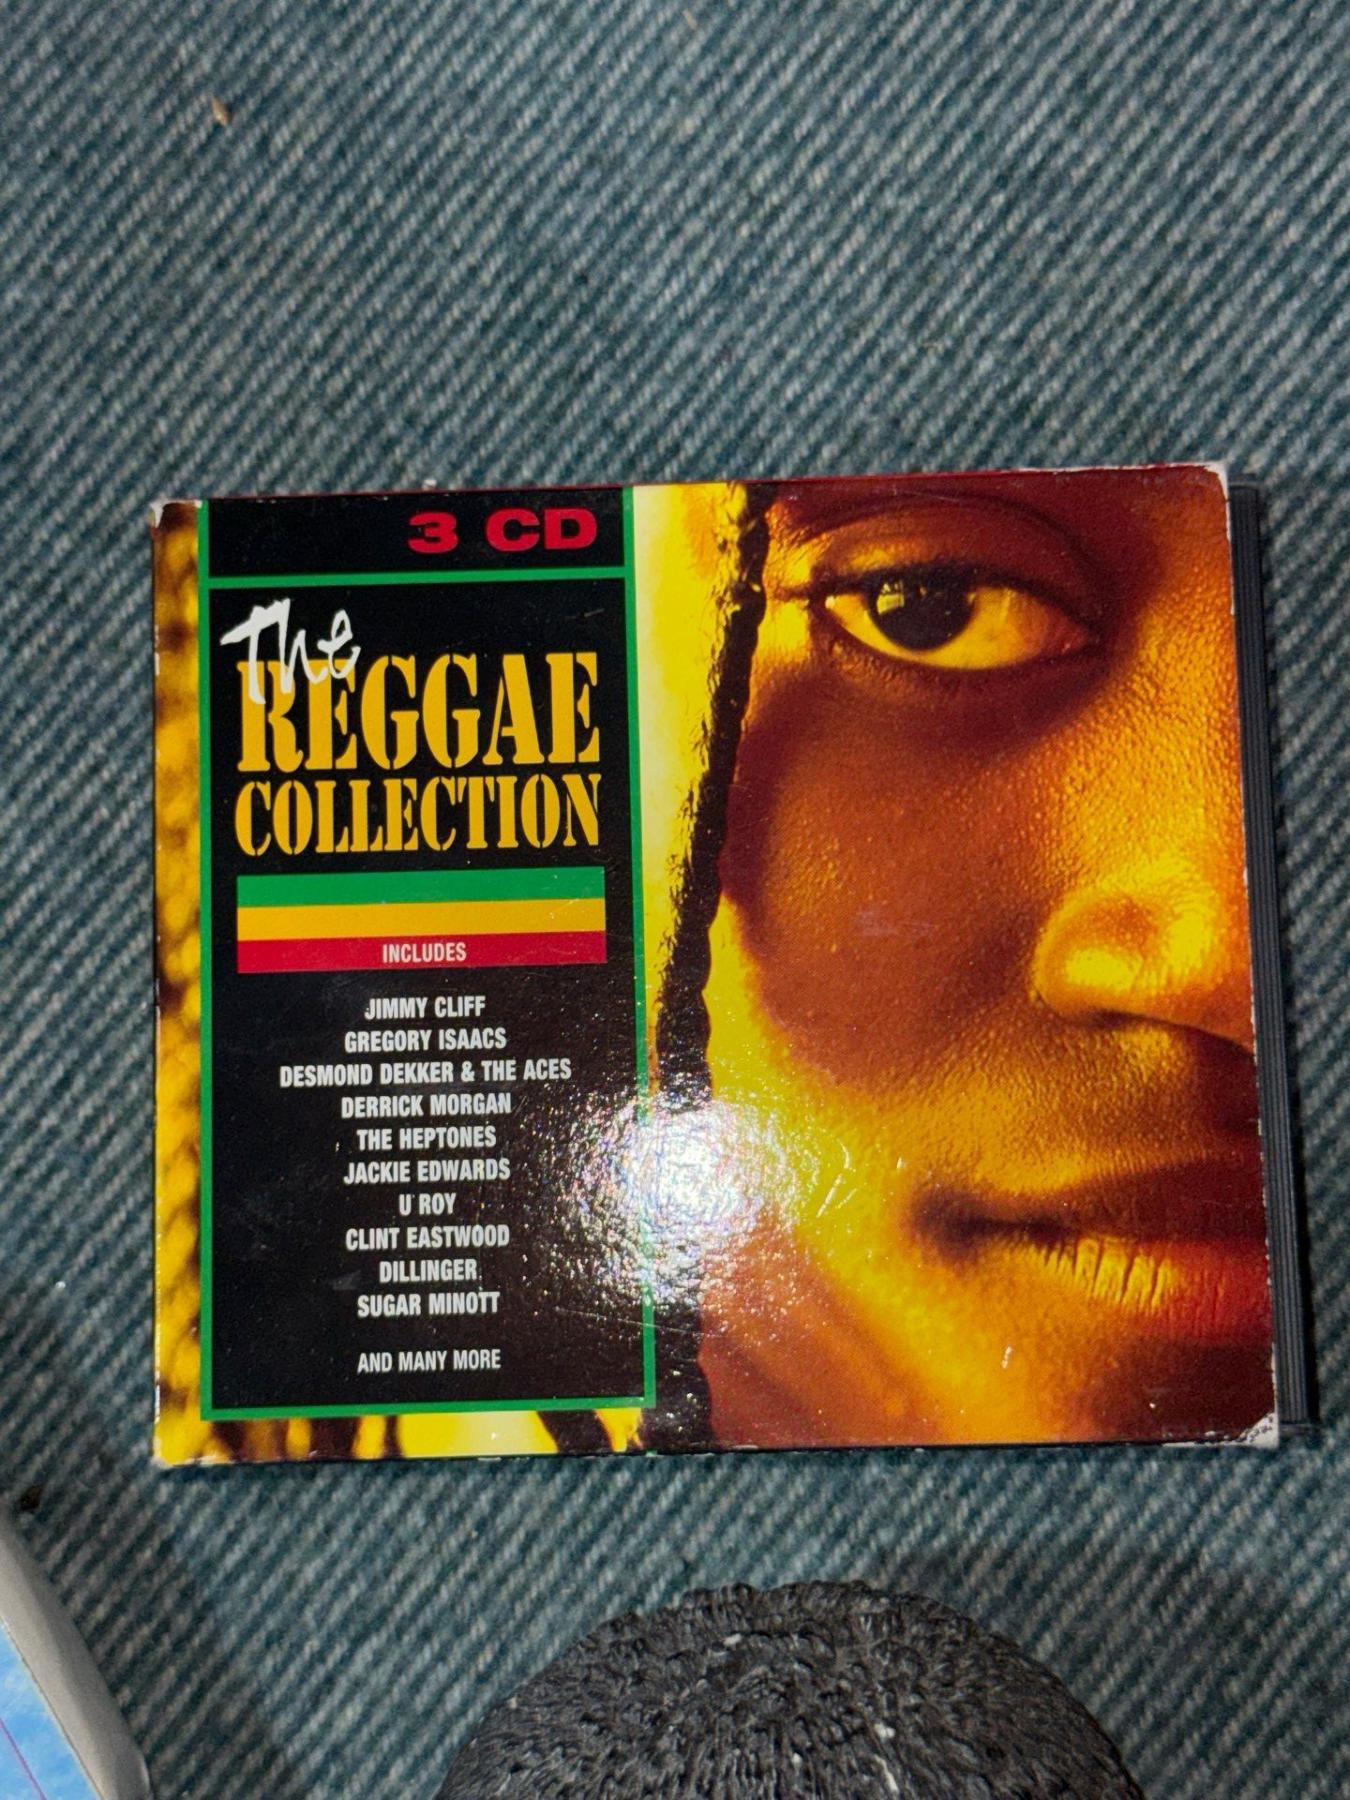 3 CD
The
REGGAE
COLLECTION
INCLUDES
JIMMY CLIFF
GREGORY ISAACS
DESMOND DEKKER & THE ACES
DERRICK MORGAN
THE HEPTONES
JACKIE EDWARDS
U ROY
CLINT EASTWOOD
DILLINGER
SUGAR MINOTT
AND MANY MORE